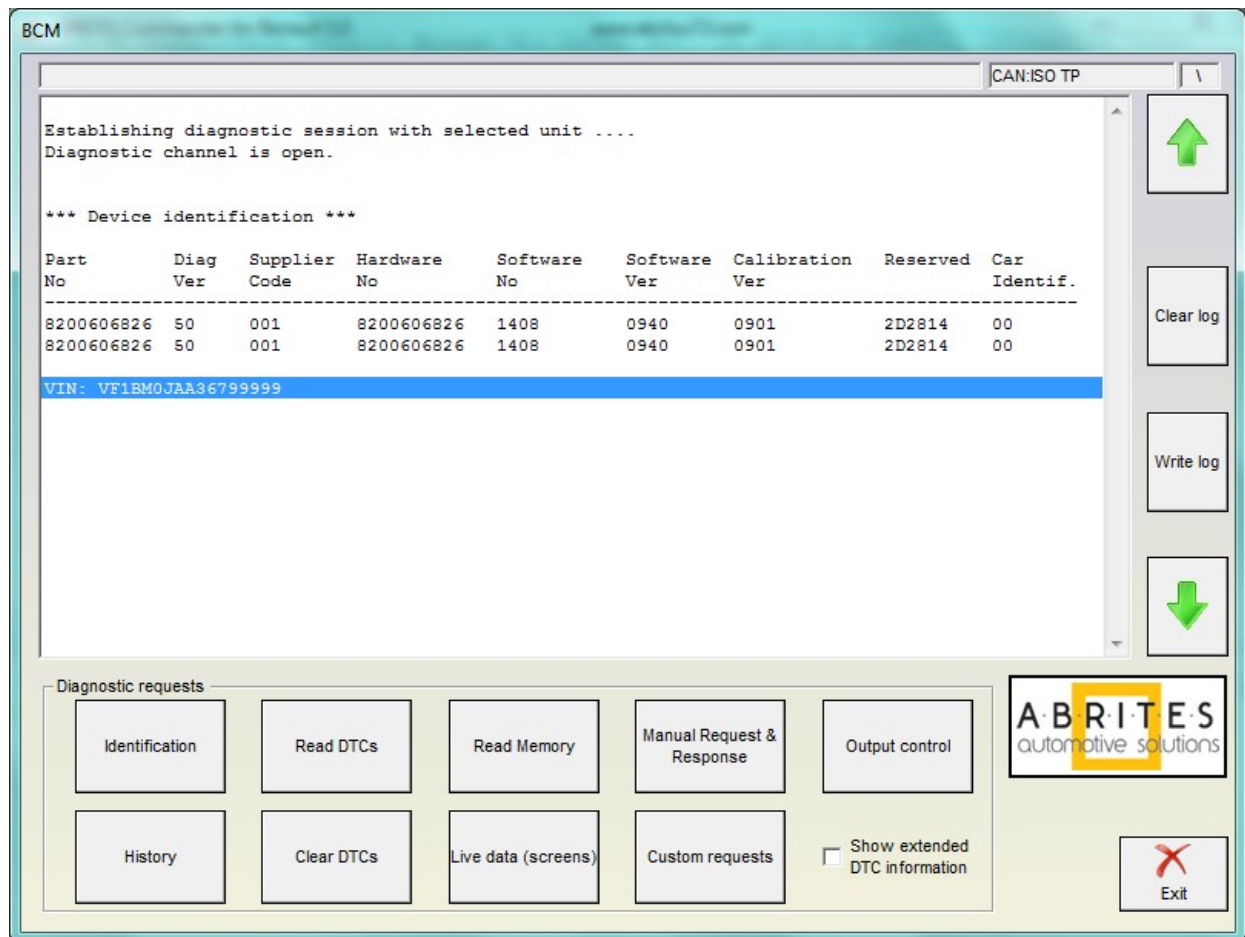 BCM
CAN:ISO TP \
Establishing diagnostic session with selected unit ....
Diagnostic channel is open.
*** Device identification ***
Part Diag Supplier Hardware Software Software Calibration Reserved Car
No Ver Code No No Ver Ver Identif.
-------------------------------------------------------------------------------------------------
8200606826 50 001 8200606826 1408 0940 0901 2D2814 00
8200606826 50 001 8200606826 1408 0940 0901 2D2814 00
VIN: VF1BM0JAA36799999
Clear log
Write log
Diagnostic requests
Identification
Read DTCs
Read Memory
Manual Request &
Response
Output control
History
Clear DTCs
Live data (screens)
Custom requests
Show extended
DTC information
A·B·R·I·T·E·S
automotive solutions
Exit